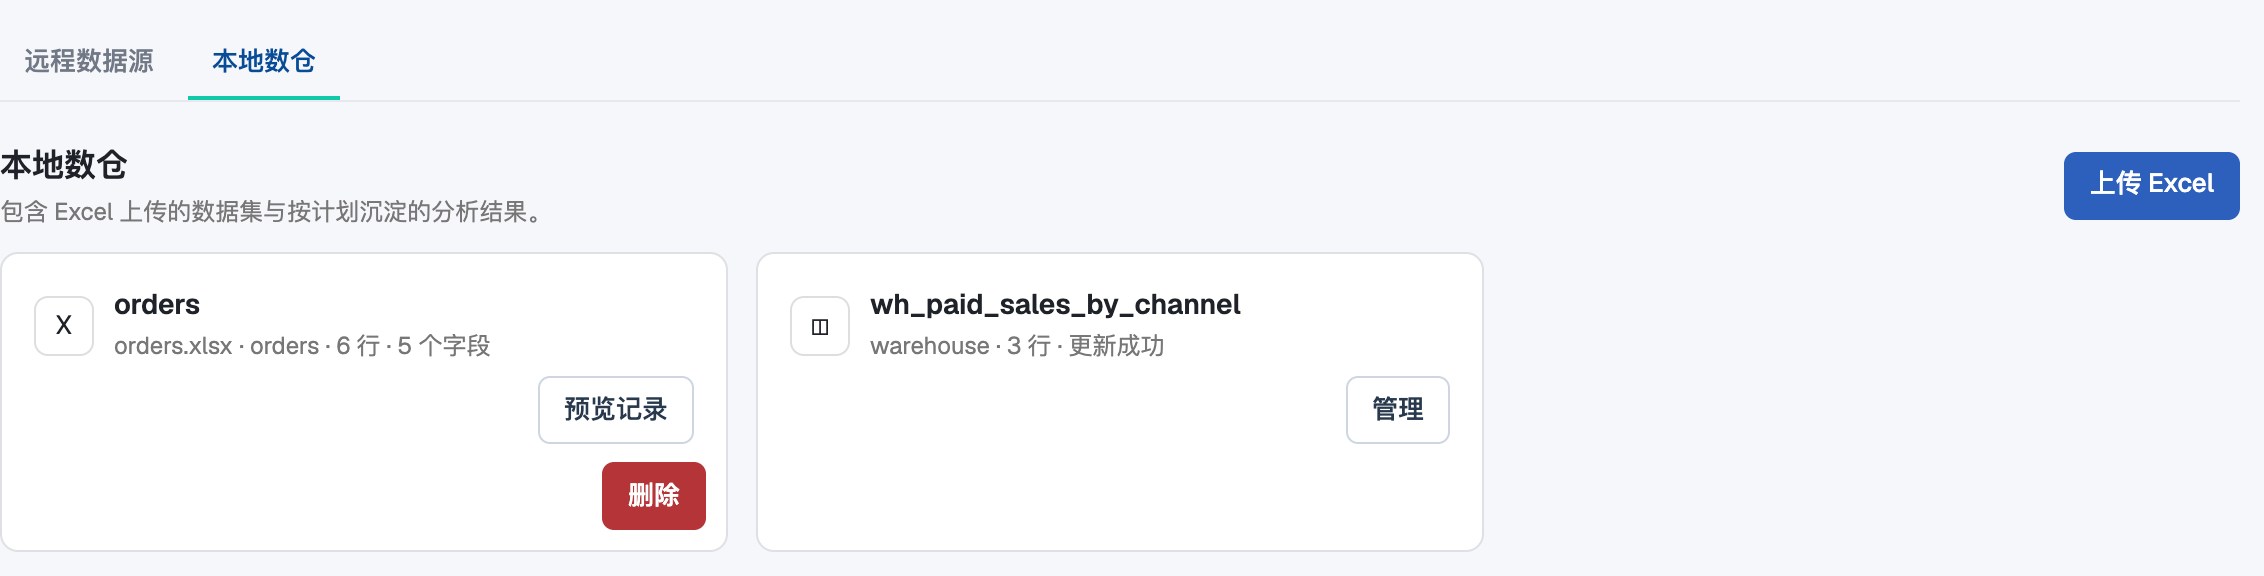 远程数据源
本地数仓
本地数仓
包含 Excel 上传的数据集与按计划沉淀的分析结果。
上传 Excel
X
orders
orders.xlsx · orders · 6 行 · 5 个字段
预览记录
删除
wh_paid_sales_by_channel
warehouse · 3 行 · 更新成功
管理